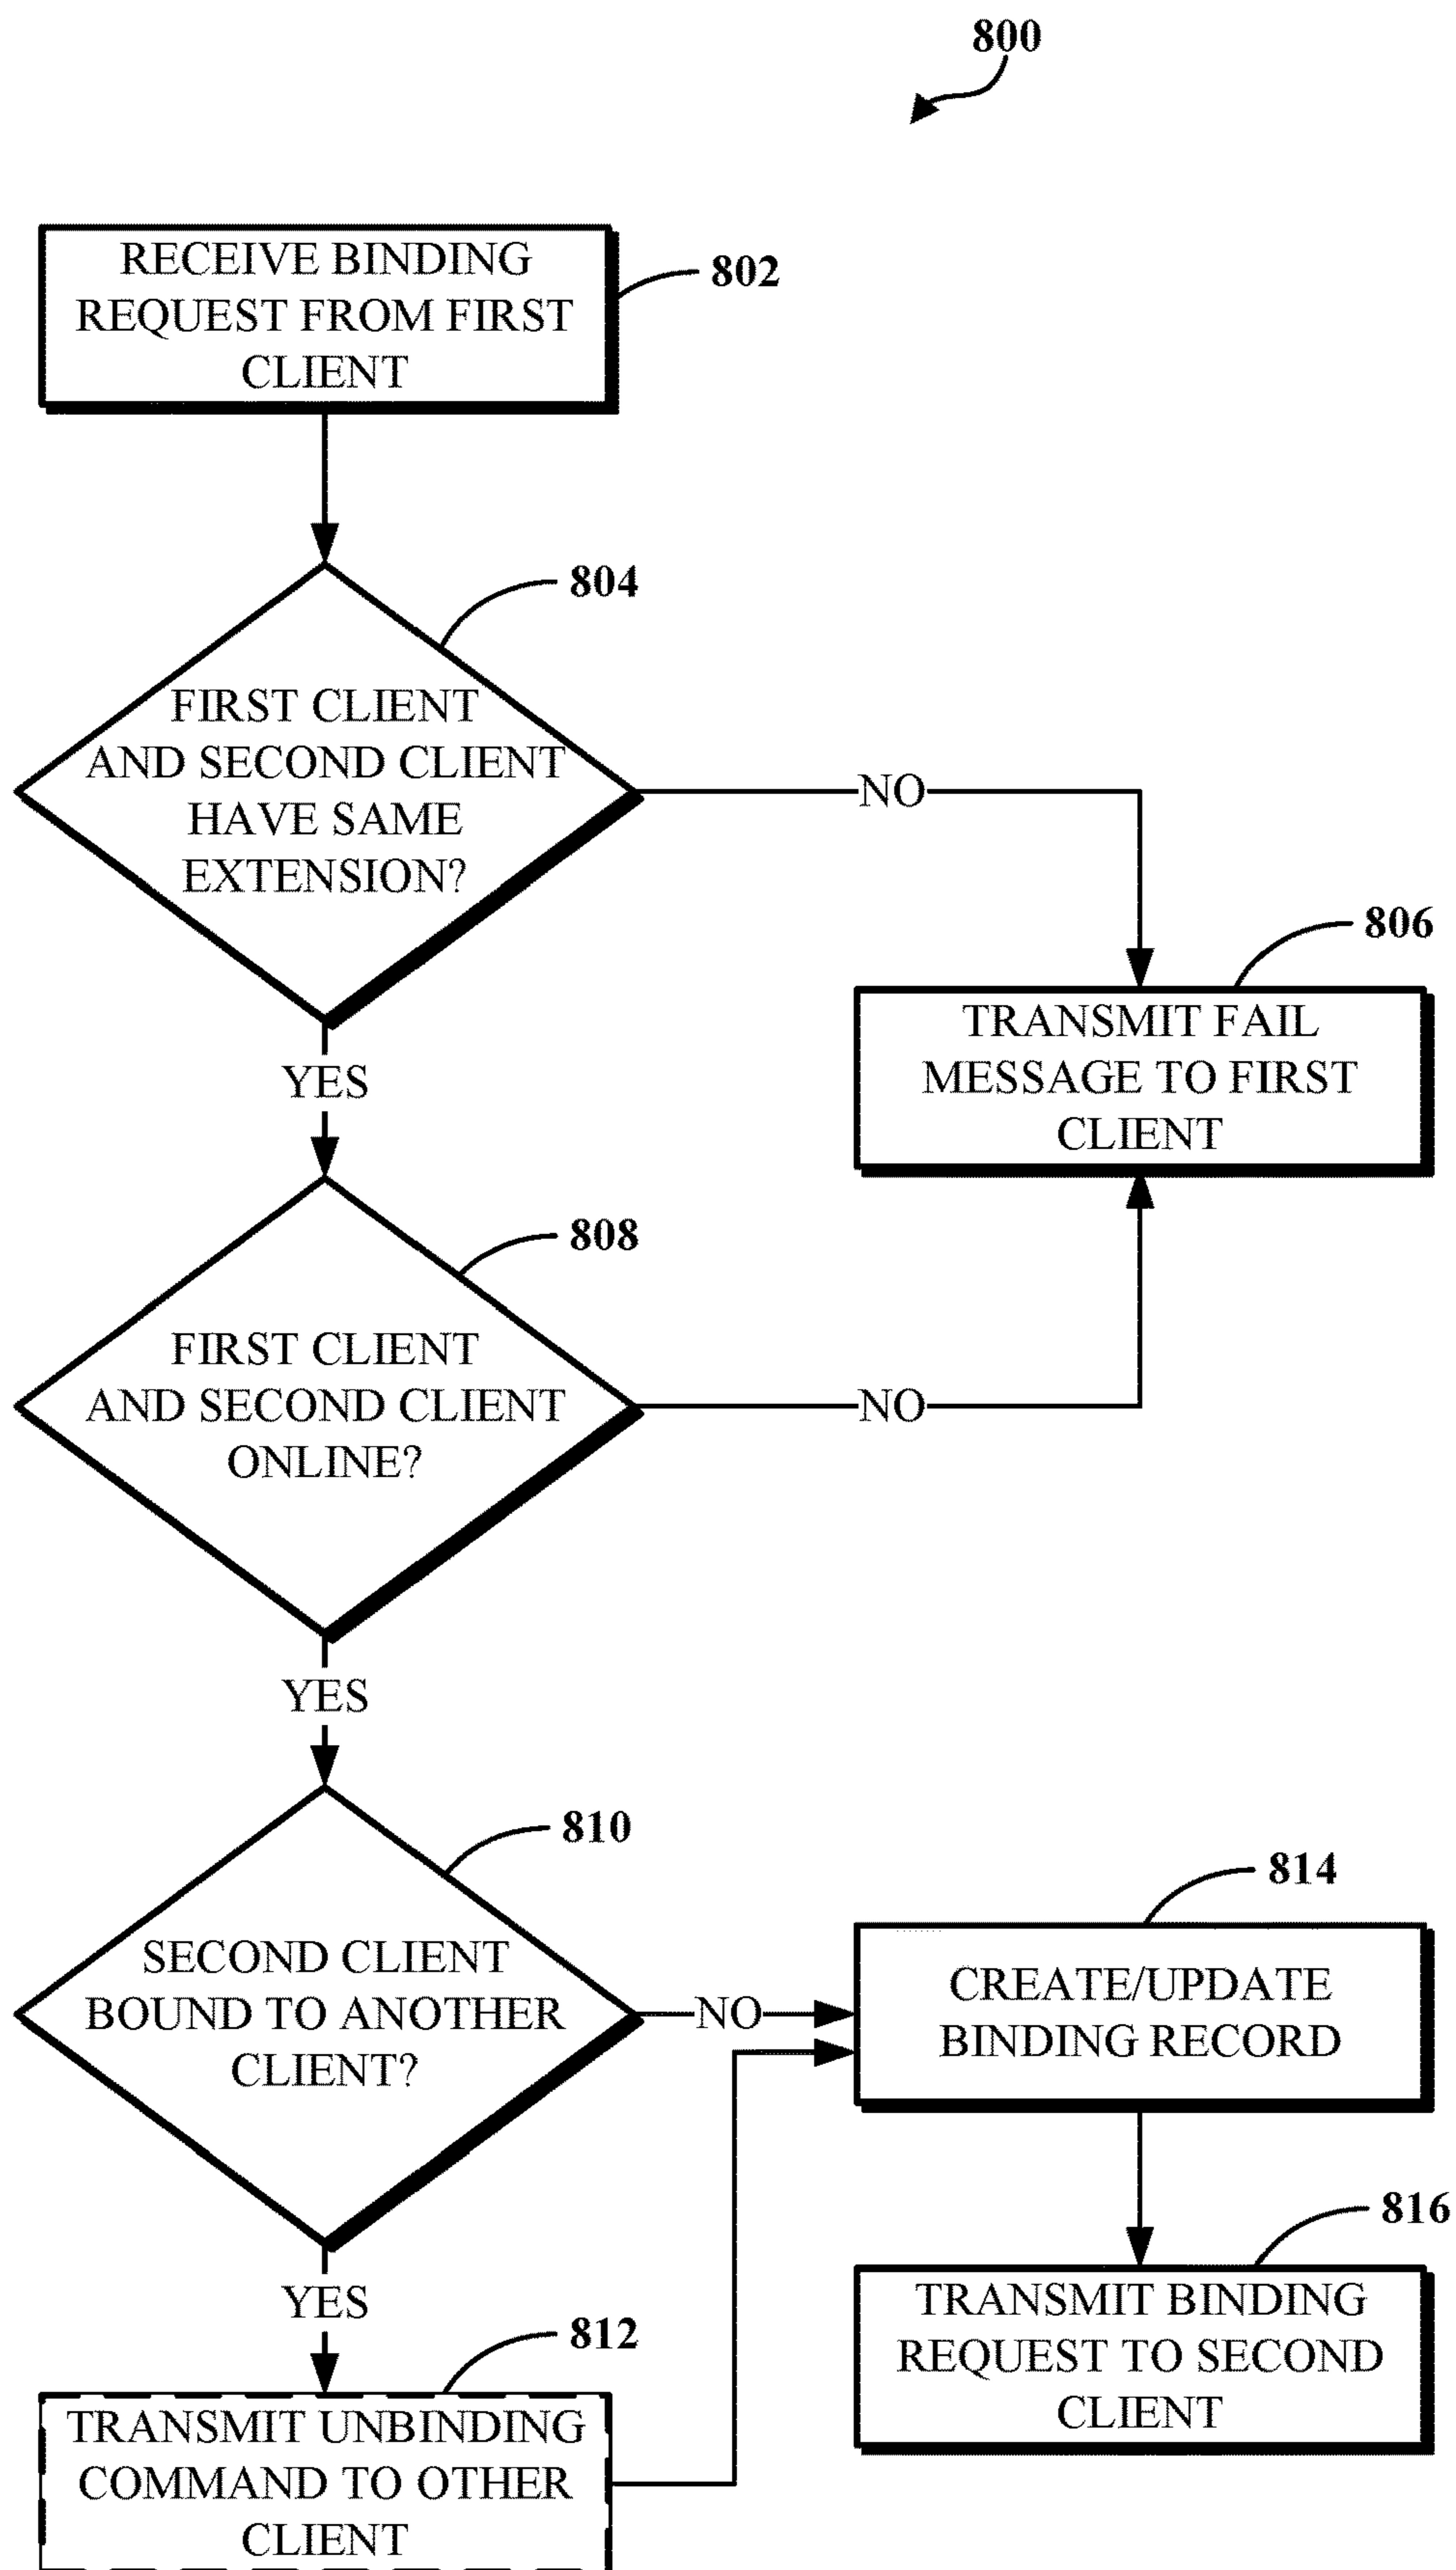 800
RECEIVE BINDING
REQUEST FROM FIRST
CLIENT
802
804
FIRST CLIENT
AND SECOND CLIENT
HAVE SAME
EXTENSION?
NO
806
TRANSMIT FAIL
MESSAGE TO FIRST
CLIENT
YES
808
FIRST CLIENT
AND SECOND CLIENT
ONLINE?
NO
YES
810
SECOND CLIENT
BOUND TO ANOTHER
CLIENT?
NO
814
CREATE/UPDATE
BINDING RECORD
YES
812
TRANSMIT UNBINDING
COMMAND TO OTHER
CLIENT
816
TRANSMIT BINDING
REQUEST TO SECOND
CLIENT